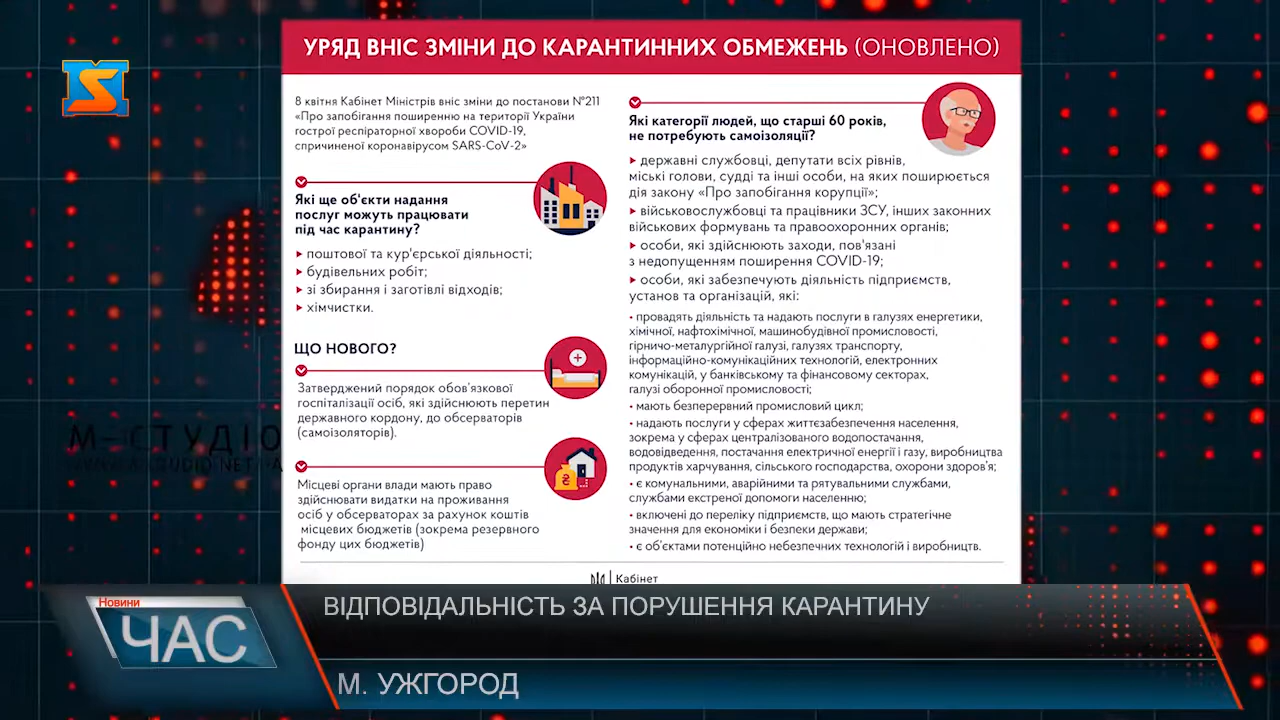 УРЯД ВНІС ЗМІНИ ДО КАРАНТИННИХ ОБМЕЖЕНЬ (ОНОВЛЕНО)
8 квітня Кабінет Міністрів вніс зміни до постанови №211
«Про запобігання поширенню на території України
гострої респіраторної хвороби COVID-19,
спричиненої коронавірусом SARS-CoV-2»
Які ще об'єкти надання
послуг можуть працювати
під час карантину?
▸ поштової та кур'єрської діяльності;
▸ будівельних робіт;
▸ зі збирання і заготівлі відходів;
▸ хімчистки.
ЩО НОВОГО?
Затверджений порядок обов'язкової
госпіталізації осіб, які здійснюють перетин
державного кордону, до обсерваторів
(самоізоляторів).
Місцеві органи влади мають право
здійснювати видатки на проживання
осіб у обсерваторах за рахунок коштів
місцевих бюджетів (зокрема резервного
фонду цих бюджетів)
Які категорії людей, що старші 60 років,
не потребують самоізоляції?
▸ державні службовці, депутати всіх рівнів,
міські голови, судді та інші особи, на яких поширюється
дія закону «Про запобігання корупції»;
▸ військовослужбовці та працівники ЗСУ, інших законних
військових формувань та правоохоронних органів;
▸ особи, які здійснюють заходи, пов'язані
з недопущенням поширення COVID-19;
▸ особи, які забезпечують діяльність підприємств,
установ та організацій, які:
• провадять діяльність та надають послуги в галузях енергетики,
хімічної, нафтохімічної, машинобудівної промисловості,
гірничо-металургійної галузі, галузях транспорту,
інформаційно-комунікаційних технологій, електронних
комунікацій, у банківському та фінансовому секторах,
галузі оборонної промисловості;
• мають безперервний промисловий цикл;
• надають послуги у сферах життєзабезпечення населення,
зокрема у сферах централізованого водопостачання,
водовідведення, постачання електричної енергії і газу, виробництва
продуктів харчування, сільського господарства, охорони здоров'я;
• є комунальними, аварійними та рятувальними службами,
службами екстреної допомоги населенню;
• включені до переліку підприємств, що мають стратегічне
значення для економіки і безпеки держави;
• є об'єктами потенційно небезпечних технологій і виробництв.
Кабінет
М-СТУДІО
Новини
ЧАС
ВІДПОВІДАЛЬНІСТЬ ЗА ПОРУШЕННЯ КАРАНТИНУ
М. УЖГОРОД